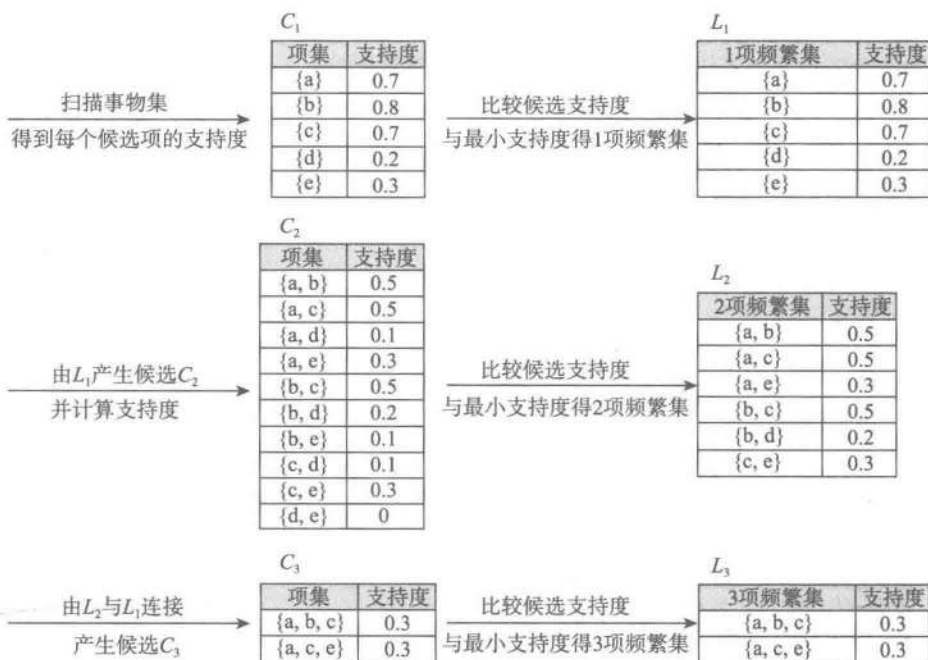 C₁
项集 支持度
{a} 0.7
{b} 0.8
{c} 0.7
{d} 0.2
{e} 0.3
扫描事物集
得到每个候选项的支持度
比较候选支持度
与最小支持度得1项频繁集
L₁
1项频繁集 支持度
{a} 0.7
{b} 0.8
{c} 0.7
{d} 0.2
{e} 0.3
由L₁产生候选C₂
并计算支持度
C₂
项集 支持度
{a, b} 0.5
{a, c} 0.5
{a, d} 0.1
{a, e} 0.3
{b, c} 0.5
{b, d} 0.2
{b, e} 0.1
{c, d} 0.1
{c, e} 0.3
{d, e} 0
比较候选支持度
与最小支持度得2项频繁集
L₂
2项频繁集 支持度
{a, b} 0.5
{a, c} 0.5
{a, e} 0.3
{b, c} 0.5
{b, d} 0.2
{c, e} 0.3
由L₂与L₁连接
产生候选C₃
C₃
项集 支持度
{a, b, c} 0.3
{a, c, e} 0.3
比较候选支持度
与最小支持度得3项频繁集
L₃
3项频繁集 支持度
{a, b, c} 0.3
{a, c, e} 0.3